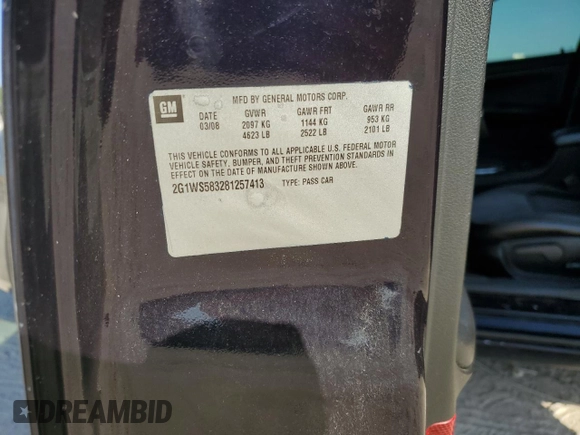 GM
MFD BY GENERAL MOTORS CORP.
DATE GVWR GAWR FRT GAWR RR
03/08 2097 KG 1144 KG 953 KG
4623 LB 2522 LB 2101 LB
THIS VEHICLE CONFORMS TO ALL APPLICABLE U.S. FEDERAL MOTOR
VEHICLE SAFETY, BUMPER, AND THEFT PREVENTION STANDARDS IN
EFFECT ON THE DATE OF MANUFACTURE SHOWN ABOVE.
2G1WS583281257413 TYPE: PASS CAR
DREAMBID